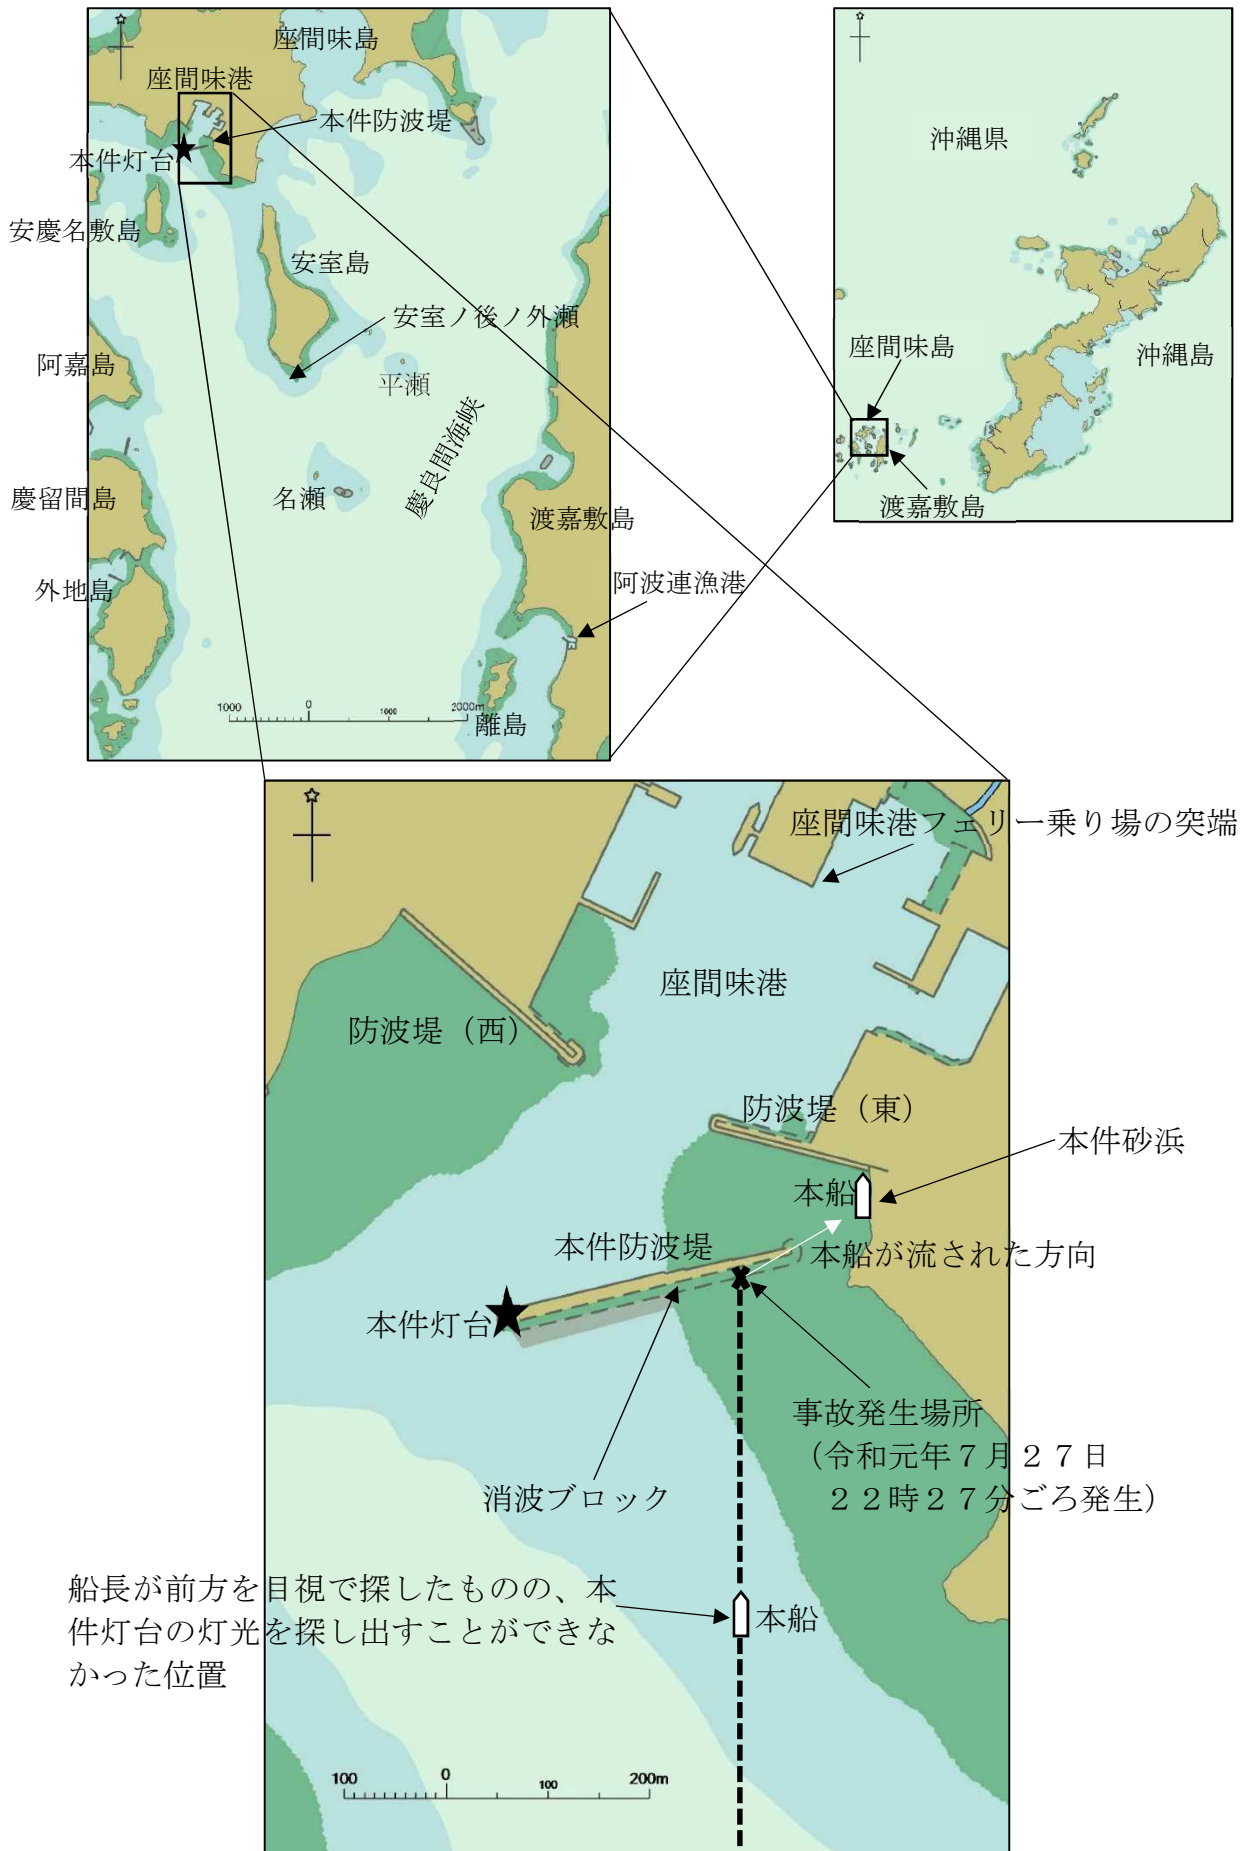 座間味島
座間味港
本件防波堤
本件灯台
安慶名敷島
安室島
安室ノ後ノ外瀬
阿嘉島
平瀬
慶良間海峡
慶留間島
名瀬
渡嘉敷島
外地島
阿波連漁港
1000 0 1000 2000m
離島
沖縄県
座間味島
沖縄島
渡嘉敷島
座間味港フェリー乗り場の突端
座間味港
防波堤（西）
防波堤（東）
本件砂浜
本船
本件防波堤
本船が流された方向
本件灯台
事故発生場所
（令和元年７月２７日
２２時２７分ごろ発生）
消波ブロック
船長が前方を目視で探したものの、本
件灯台の灯光を探し出すことができな
かった位置
本船
100 0 100 200m